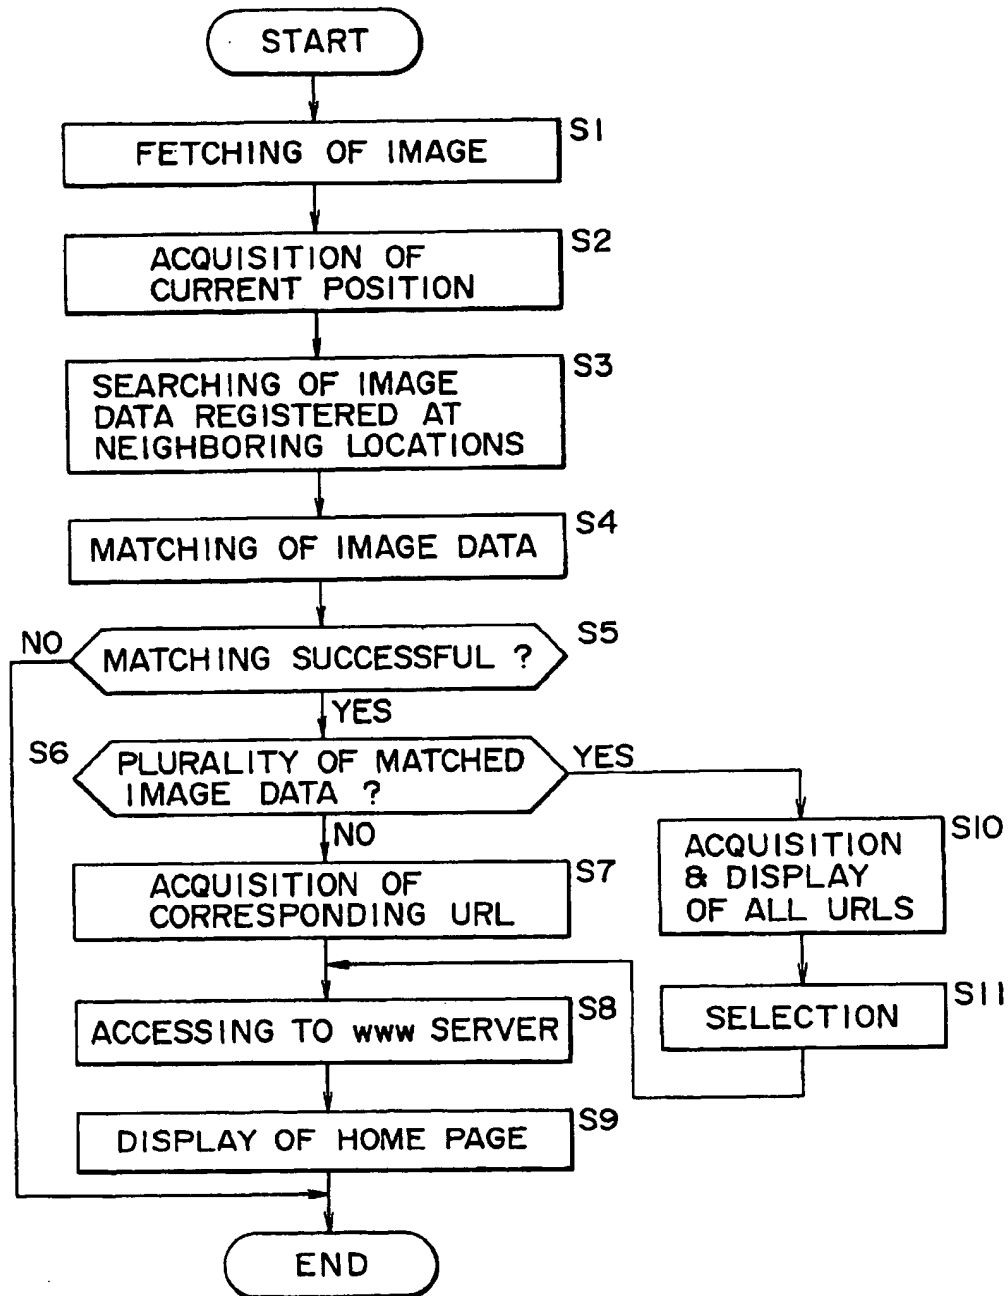 START
FETCHING OF IMAGE
S1
ACQUISITION OF
CURRENT POSITION
S2
SEARCHING OF IMAGE
DATA REGISTERED AT
NEIGHBORING LOCATIONS
S3
MATCHING OF IMAGE DATA
S4
NO
MATCHING SUCCESSFUL ?
S5
YES
S6
PLURALITY OF MATCHED
IMAGE DATA ?
YES
NO
ACQUISITION OF
CORRESPONDING URL
S7
ACQUISITION
& DISPLAY
OF ALL URLS
S10
SELECTION
S11
ACCESSING TO WWW SERVER
S8
DISPLAY OF HOME PAGE
S9
END